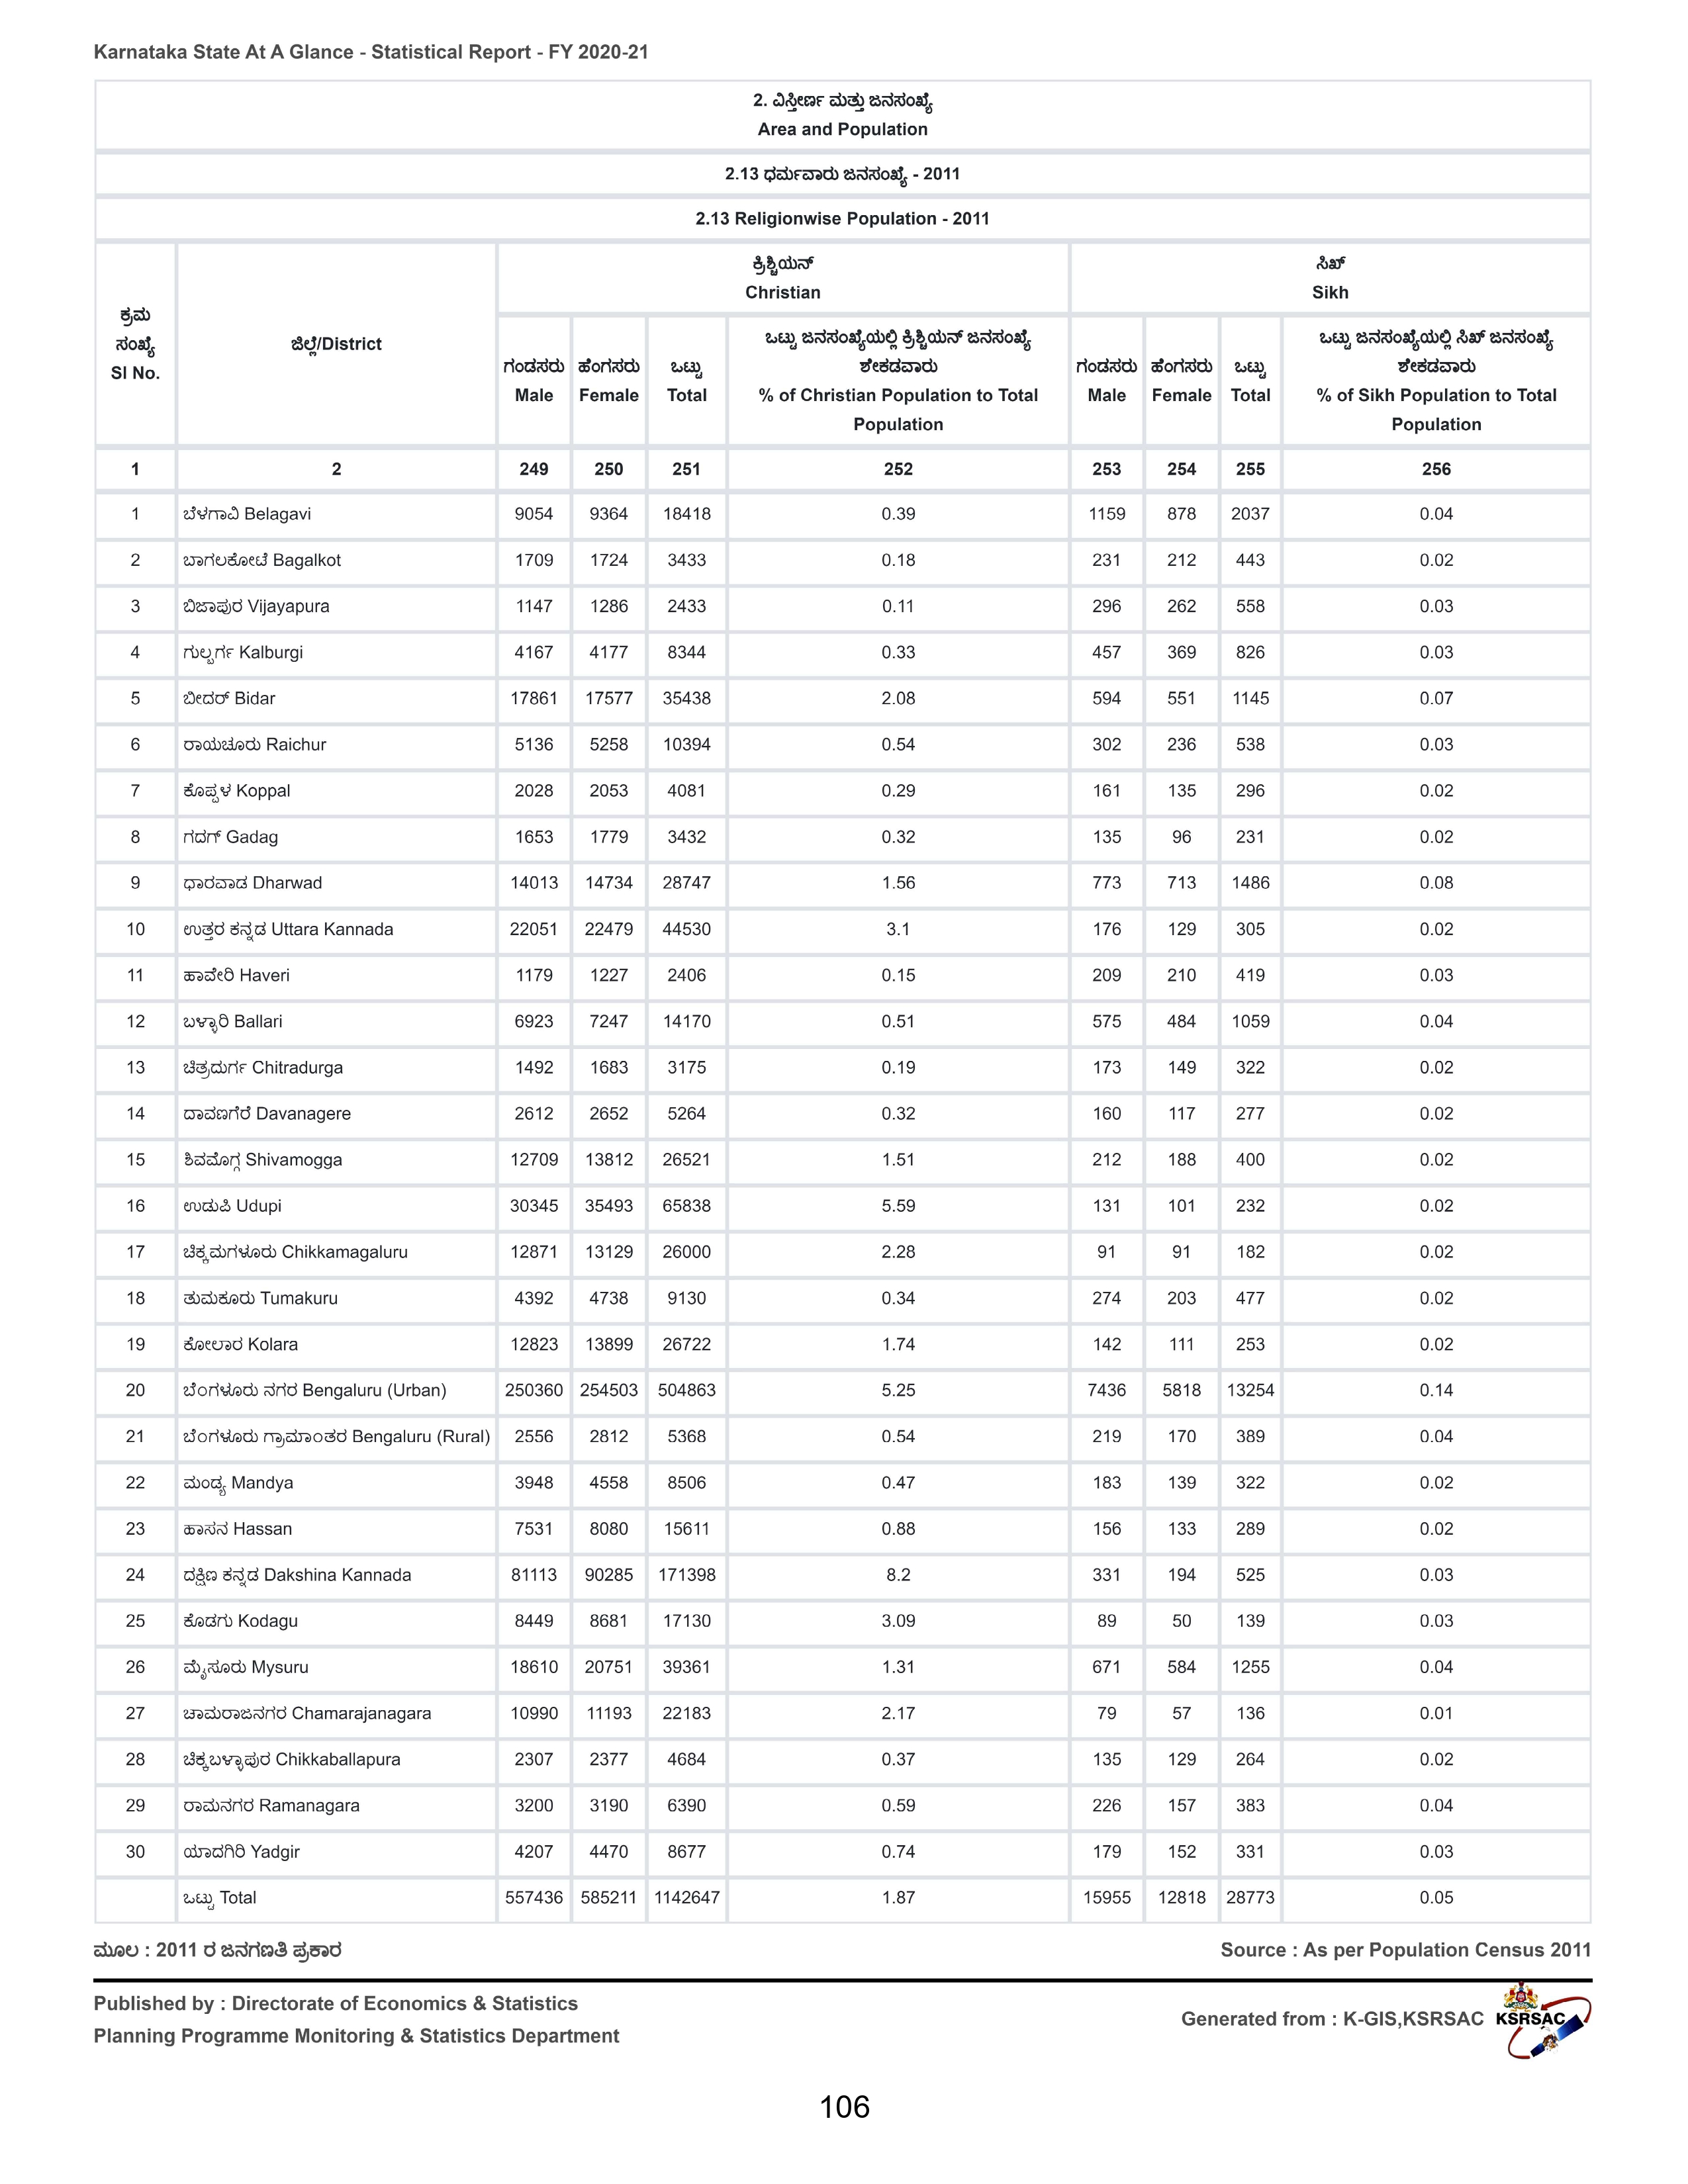 Karnataka State At A Glance - Statistical Report - FY 2020-21
2. ವಿಸ್ತೀರ್ಣ ಮತ್ತು ಜನಸಂಖ್ಯೆ
Area and Population
2.13 ಧರ್ಮವಾರು ಜನಸಂಖ್ಯೆ - 2011
2.13 Religionwise Population - 2011
ಕ್ರಮ ಸಂಖ್ಯೆ Sl No. ಜಿಲ್ಲೆ/District ಕ್ರಿಶ್ಚಿಯನ್ Christian ಸಿಖ್ Sikh
ಗಂಡಸರು Male ಹೆಂಗಸರು Female ಒಟ್ಟು Total ಒಟ್ಟು ಜನಸಂಖ್ಯೆಯಲ್ಲಿ ಕ್ರಿಶ್ಚಿಯನ್ ಜನಸಂಖ್ಯೆ ಶೇಕಡವಾರು % of Christian Population to Total Population ಗಂಡಸರು Male ಹೆಂಗಸರು Female ಒಟ್ಟು Total ಒಟ್ಟು ಜನಸಂಖ್ಯೆಯಲ್ಲಿ ಸಿಖ್ ಜನಸಂಖ್ಯೆ ಶೇಕಡವಾರು % of Sikh Population to Total Population
1 2 249 250 251 252 253 254 255 256
1 ಬೆಳಗಾವಿ Belagavi 9054 9364 18418 0.39 1159 878 2037 0.04
2 ಬಾಗಲಕೋಟೆ Bagalkot 1709 1724 3433 0.18 231 212 443 0.02
3 ಬಿಜಾಪುರ Vijayapura 1147 1286 2433 0.11 296 262 558 0.03
4 ಗುಲ್ಬರ್ಗ Kalburgi 4167 4177 8344 0.33 457 369 826 0.03
5 ಬೀದರ್ Bidar 17861 17577 35438 2.08 594 551 1145 0.07
6 ರಾಯಚೂರು Raichur 5136 5258 10394 0.54 302 236 538 0.03
7 ಕೊಪ್ಪಳ Koppal 2028 2053 4081 0.29 161 135 296 0.02
8 ಗದಗ್ Gadag 1653 1779 3432 0.32 135 96 231 0.02
9 ಧಾರವಾಡ Dharwad 14013 14734 28747 1.56 773 713 1486 0.08
10 ಉತ್ತರ ಕನ್ನಡ Uttara Kannada 22051 22479 44530 3.1 176 129 305 0.02
11 ಹಾವೇರಿ Haveri 1179 1227 2406 0.15 209 210 419 0.03
12 ಬಳ್ಳಾರಿ Ballari 6923 7247 14170 0.51 575 484 1059 0.04
13 ಚಿತ್ರದುರ್ಗ Chitradurga 1492 1683 3175 0.19 173 149 322 0.02
14 ದಾವಣಗೆರೆ Davanagere 2612 2652 5264 0.32 160 117 277 0.02
15 ಶಿವಮೊಗ್ಗ Shivamogga 12709 13812 26521 1.51 212 188 400 0.02
16 ಉಡುಪಿ Udupi 30345 35493 65838 5.59 131 101 232 0.02
17 ಚಿಕ್ಕಮಗಳೂರು Chikkamagaluru 12871 13129 26000 2.28 91 91 182 0.02
18 ತುಮಕೂರು Tumakuru 4392 4738 9130 0.34 274 203 477 0.02
19 ಕೋಲಾರ Kolara 12823 13899 26722 1.74 142 111 253 0.02
20 ಬೆಂಗಳೂರು ನಗರ Bengaluru (Urban) 250360 254503 504863 5.25 7436 5818 13254 0.14
21 ಬೆಂಗಳೂರು ಗ್ರಾಮಾಂತರ Bengaluru (Rural) 2556 2812 5368 0.54 219 170 389 0.04
22 ಮಂಡ್ಯ Mandya 3948 4558 8506 0.47 183 139 322 0.02
23 ಹಾಸನ Hassan 7531 8080 15611 0.88 156 133 289 0.02
24 ದಕ್ಷಿಣ ಕನ್ನಡ Dakshina Kannada 81113 90285 171398 8.2 331 194 525 0.03
25 ಕೊಡಗು Kodagu 8449 8681 17130 3.09 89 50 139 0.03
26 ಮೈಸೂರು Mysuru 18610 20751 39361 1.31 671 584 1255 0.04
27 ಚಾಮರಾಜನಗರ Chamarajanagara 10990 11193 22183 2.17 79 57 136 0.01
28 ಚಿಕ್ಕಬಳ್ಳಾಪುರ Chikkaballapura 2307 2377 4684 0.37 135 129 264 0.02
29 ರಾಮನಗರ Ramanagara 3200 3190 6390 0.59 226 157 383 0.04
30 ಯಾದಗಿರಿ Yadgir 4207 4470 8677 0.74 179 152 331 0.03
ಒಟ್ಟು Total 557436 585211 1142647 1.87 15955 12818 28773 0.05
ಮೂಲ : 2011 ರ ಜನಗಣತಿ ಪ್ರಕಾರ Source : As per Population Census 2011
Published by : Directorate of Economics & Statistics
Planning Programme Monitoring & Statistics Department
Generated from : K-GIS,KSRSAC KSRSAC
106